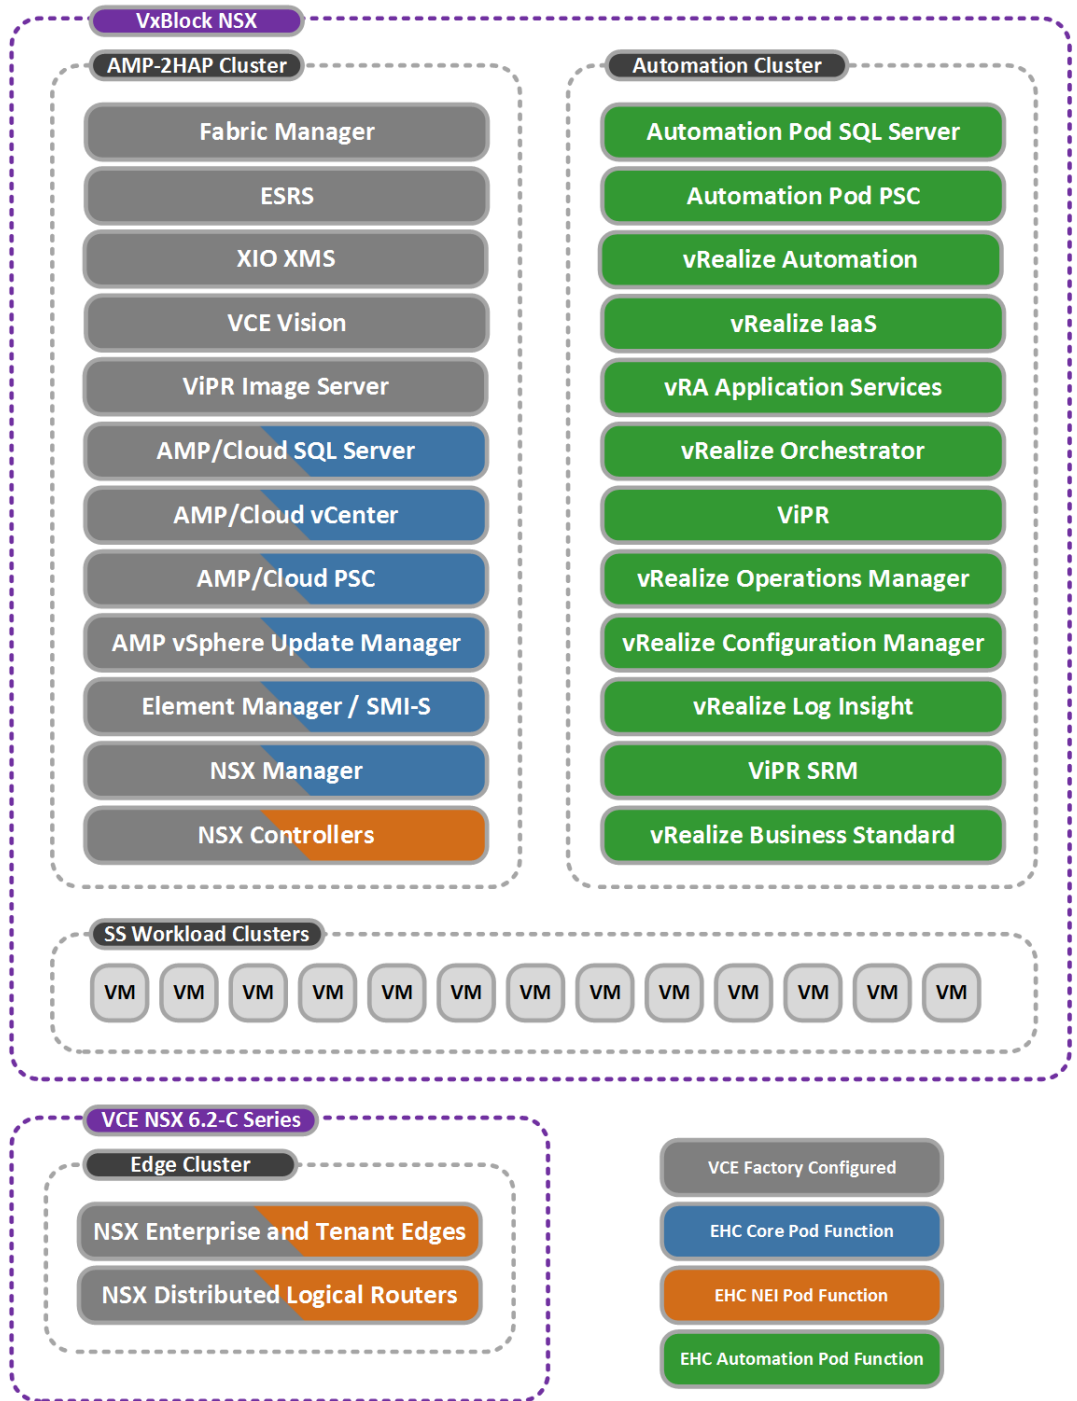 VxBlock NSX
AMP-2HAP Cluster
Fabric Manager
ESRS
XIO XMS
VCE Vision
ViPR Image Server
AMP/Cloud SQL Server
AMP/Cloud vCenter
AMP/Cloud PSC
AMP vSphere Update Manager
Element Manager / SMI-S
NSX Manager
NSX Controllers
Automation Cluster
Automation Pod SQL Server
Automation Pod PSC
vRealize Automation
vRealize IaaS
vRA Application Services
vRealize Orchestrator
ViPR
vRealize Operations Manager
vRealize Configuration Manager
vRealize Log Insight
ViPR SRM
vRealize Business Standard
SS Workload Clusters
VM VM VM VM VM VM VM VM VM VM VM VM VM
VCE NSX 6.2-C Series
Edge Cluster
NSX Enterprise and Tenant Edges
NSX Distributed Logical Routers
VCE Factory Configured
EHC Core Pod Function
EHC NEI Pod Function
EHC Automation Pod Function